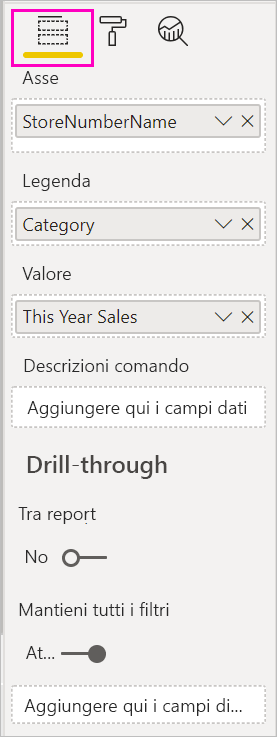 Asse
StoreNumberName
Legenda
Category
Valore
This Year Sales
Descrizioni comando
Aggiungere qui i campi dati
Drill-through
Tra report
No
Mantieni tutti i filtri
At...
Aggiungere qui i campi di...